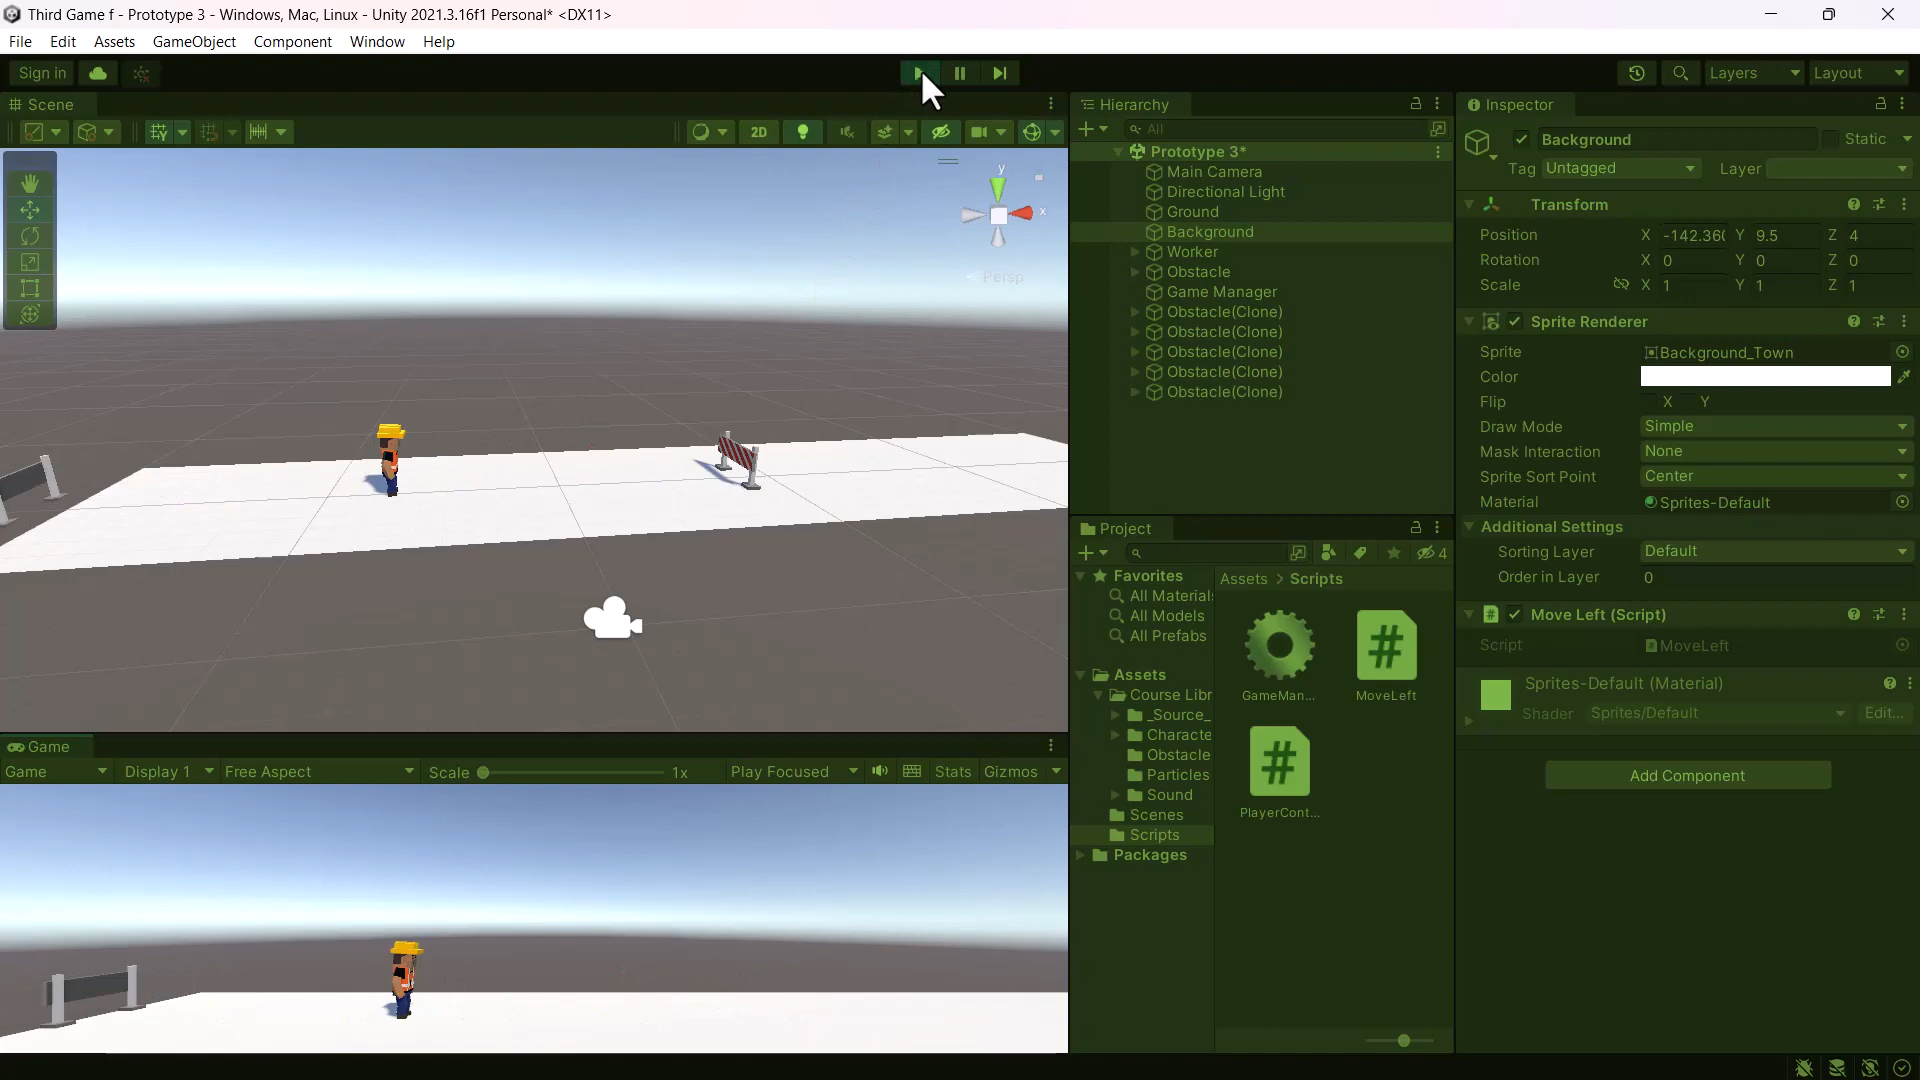 Third Game f - Prototype 3 - Windows, Mac, Linux - Unity 2021.3.16f1 Personal* <DX11>
File Edit Assets GameObject Component Window Help
Sign in
Layers
Layout
Scene
2D
y
x
Persp
Hierarchy
All
Prototype 3*
Main Camera
Directional Light
Ground
Background
Worker
Obstacle
Game Manager
Obstacle(Clone)
Obstacle(Clone)
Obstacle(Clone)
Obstacle(Clone)
Obstacle(Clone)
Inspector
Background
Static
Tag Untagged
Layer
Transform
Position X -142.36 Y 9.5 Z 4
Rotation X 0 Y 0 Z 0
Scale X 1 Y 1 Z 1
Sprite Renderer
Sprite Background_Town
Color
Flip X Y
Draw Mode Simple
Mask Interaction None
Sprite Sort Point Center
Material Sprites-Default
Additional Settings
Sorting Layer Default
Order in Layer 0
Move Left (Script)
Script MoveLeft
Sprites-Default (Material)
Shader Sprites/Default Edit...
Add Component
Project
4
Favorites
All Material
All Models
All Prefabs
Assets
Course Libr
_Source_
Characte
Obstacle
Particles
Sound
Scenes
Scripts
Packages
Assets > Scripts
GameMan...
MoveLeft
PlayerCont...
Game
Game Display 1 Free Aspect Scale 1x Play Focused Stats Gizmos